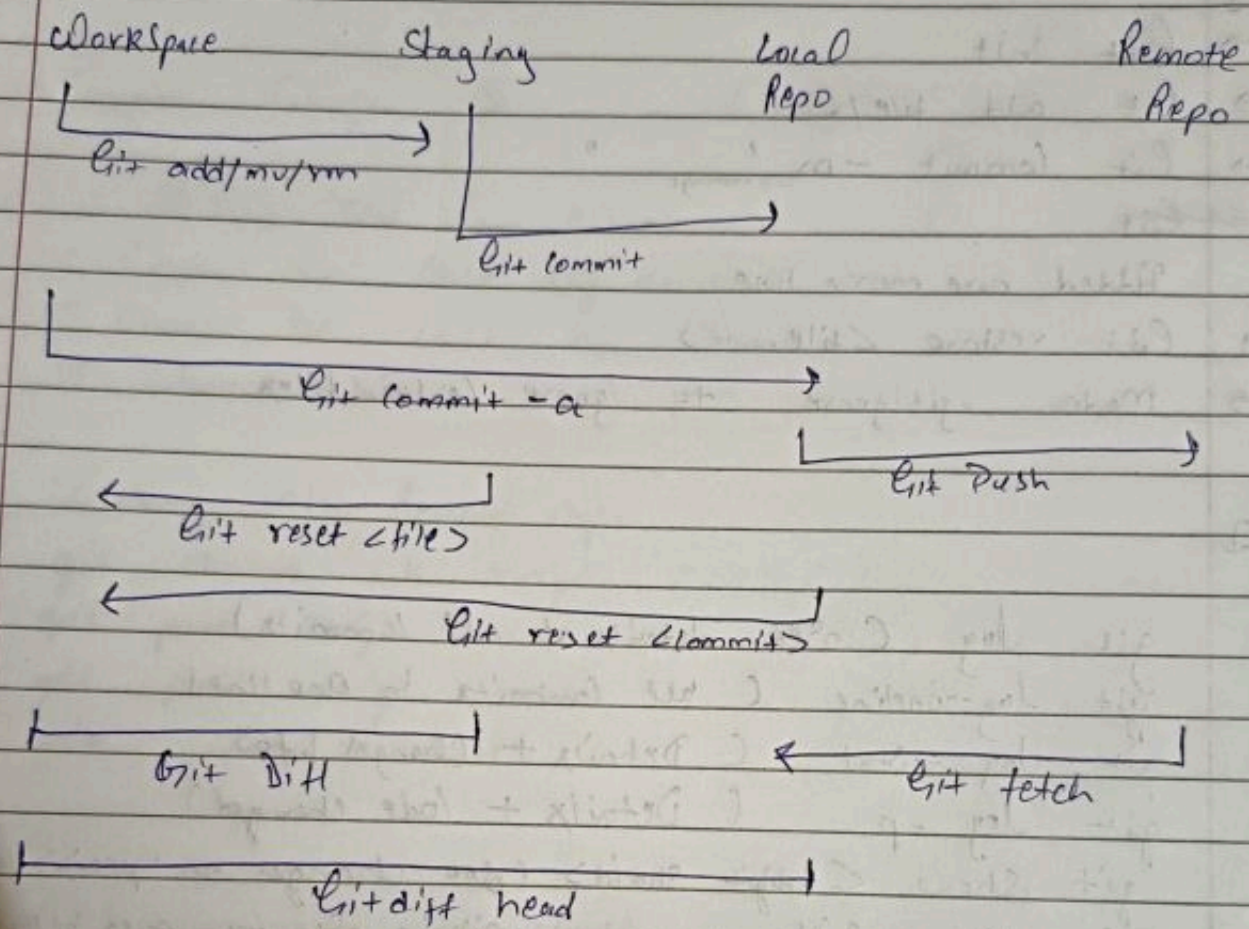 Workspace Staging Local Remote
Repo Repo
Git add/mv/rm
Git Commit
Git Commit -a
Git Push
Git reset <file>
Git reset <Commit>
Git Diff
Git fetch
Git diff head